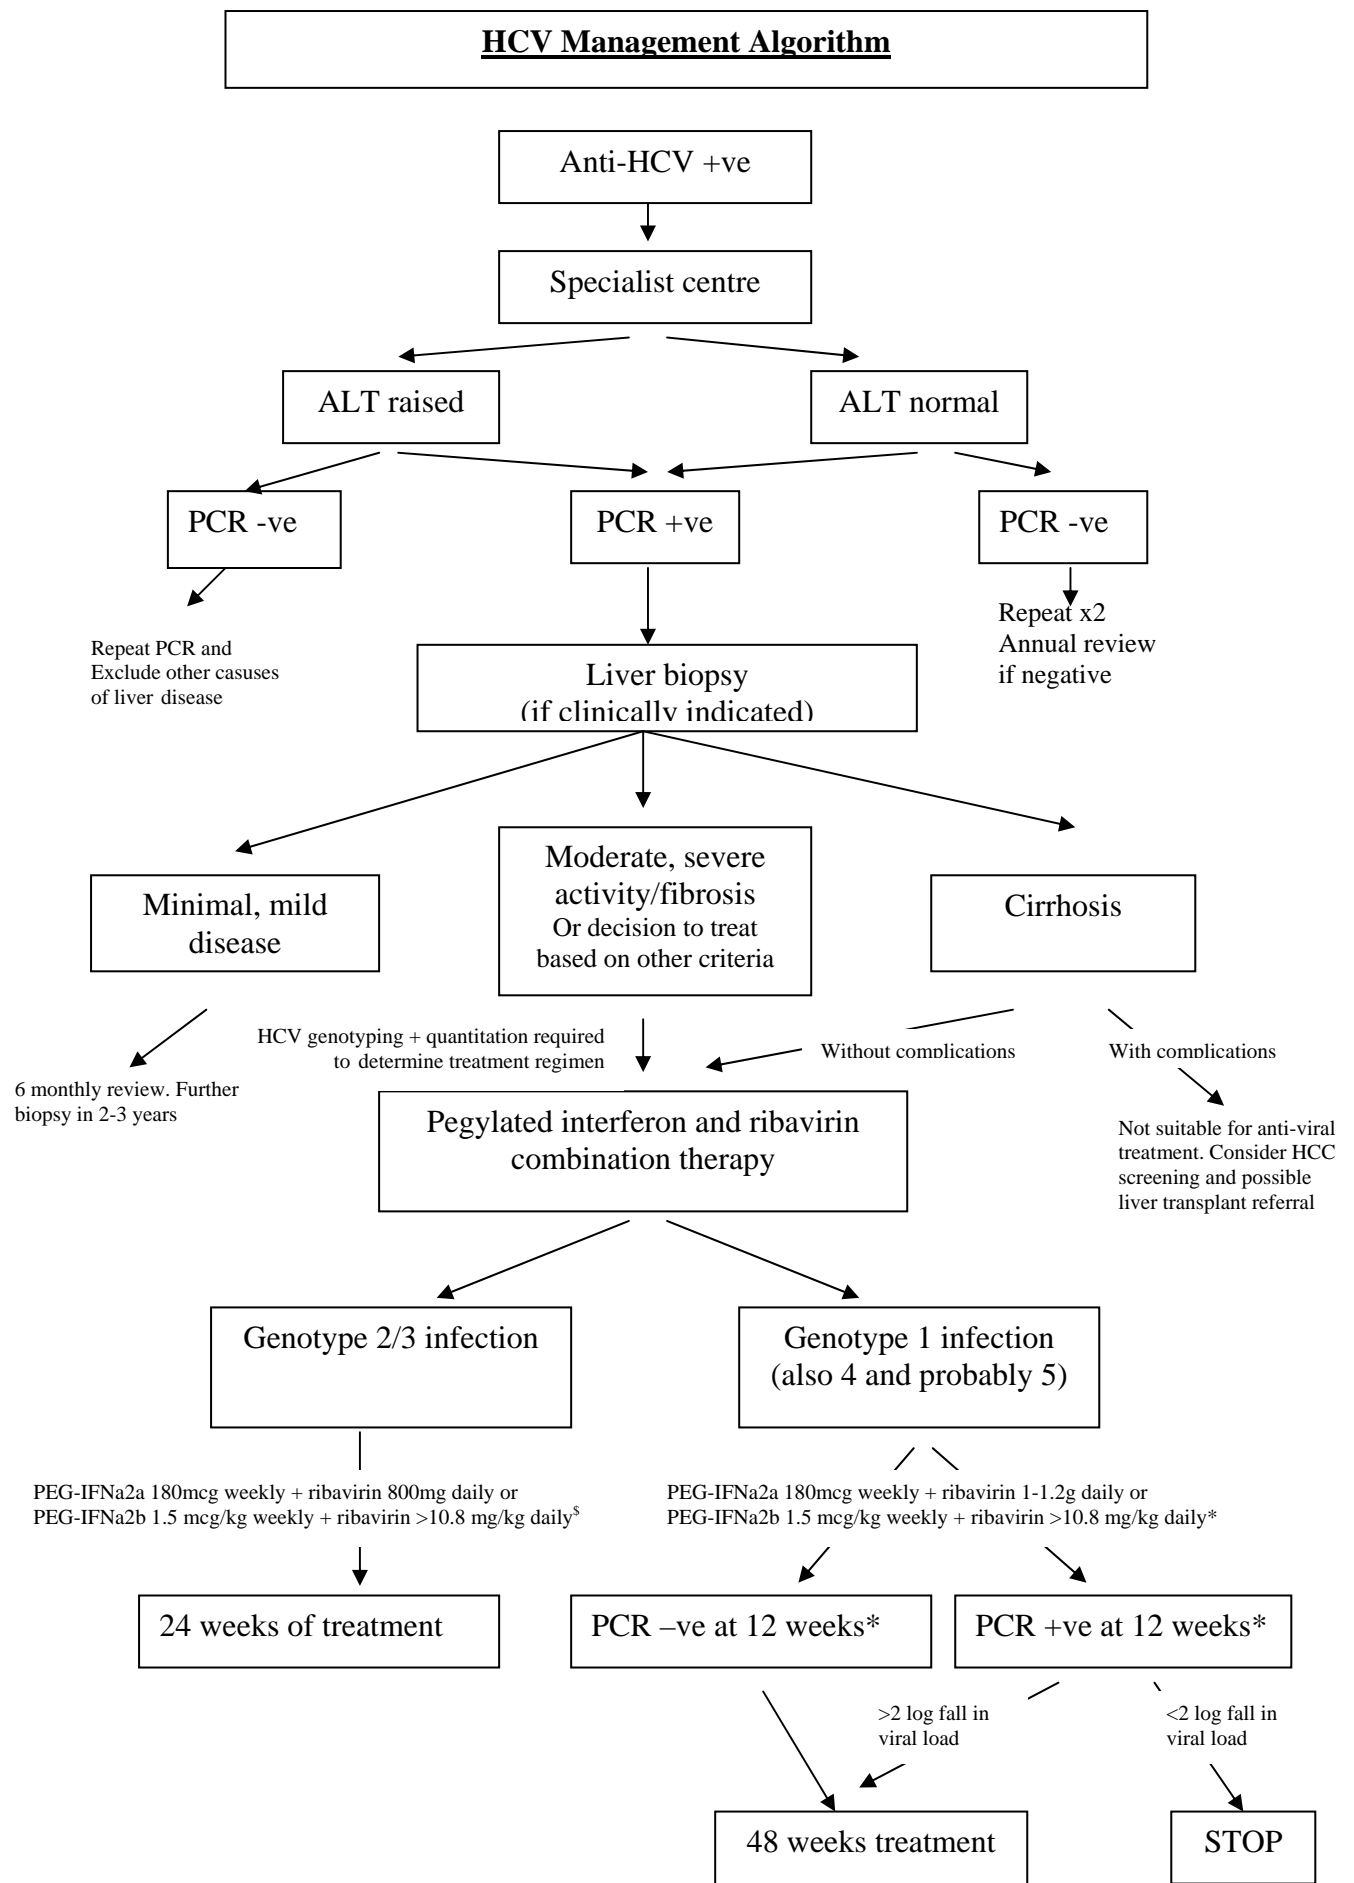 HCV Management Algorithm
Anti-HCV +ve
Specialist centre
ALT raised
ALT normal
PCR -ve
PCR +ve
PCR -ve
Repeat PCR and
Exclude other casuses
of liver disease
Repeat x2
Annual review
if negative
Liver biopsy
(if clinically indicated)
Minimal, mild
disease
Moderate, severe
activity/fibrosis
Or decision to treat
based on other criteria
Cirrhosis
HCV genotyping + quantitation required
to determine treatment regimen
Without complications
With complications
6 monthly review. Further
biopsy in 2-3 years
Pegylated interferon and ribavirin
combination therapy
Not suitable for anti-viral
treatment. Consider HCC
screening and possible
liver transplant referral
Genotype 2/3 infection
Genotype 1 infection
(also 4 and probably 5)
PEG-IFNa2a 180mcg weekly + ribavirin 800mg daily or
PEG-IFNa2b 1.5 mcg/kg weekly + ribavirin >10.8 mg/kg daily$
PEG-IFNa2a 180mcg weekly + ribavirin 1-1.2g daily or
PEG-IFNa2b 1.5 mcg/kg weekly + ribavirin >10.8 mg/kg daily*
24 weeks of treatment
PCR –ve at 12 weeks*
PCR +ve at 12 weeks*
>2 log fall in
viral load
<2 log fall in
viral load
48 weeks treatment
STOP